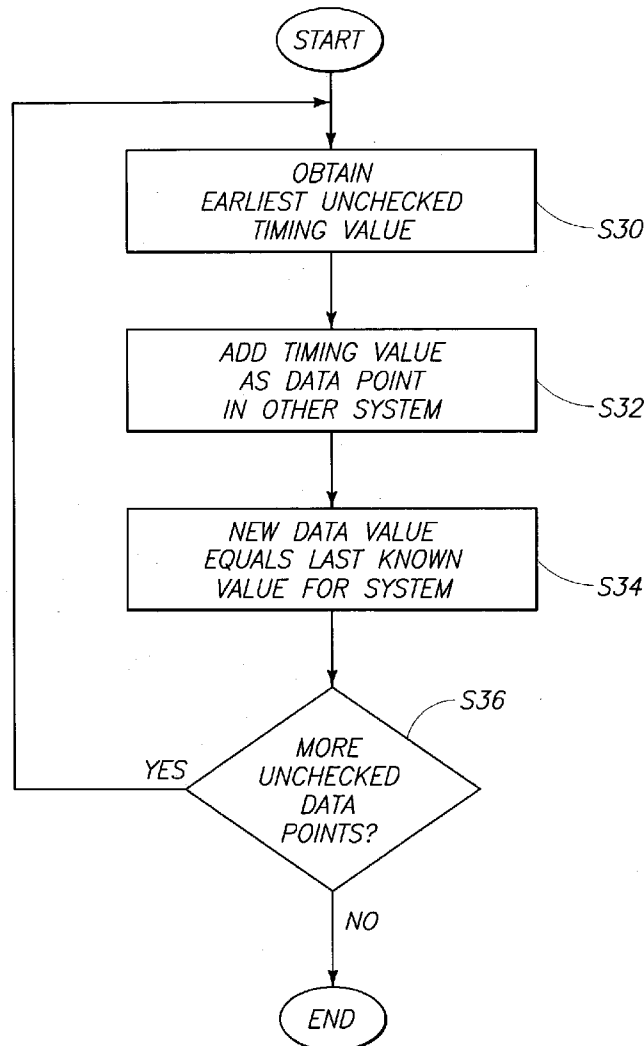 START
OBTAIN
EARLIEST UNCHECKED
TIMING VALUE
S30
ADD TIMING VALUE
AS DATA POINT
IN OTHER SYSTEM
S32
NEW DATA VALUE
EQUALS LAST KNOWN
VALUE FOR SYSTEM
S34
S36
MORE
UNCHECKED
DATA
POINTS?
YES
NO
END